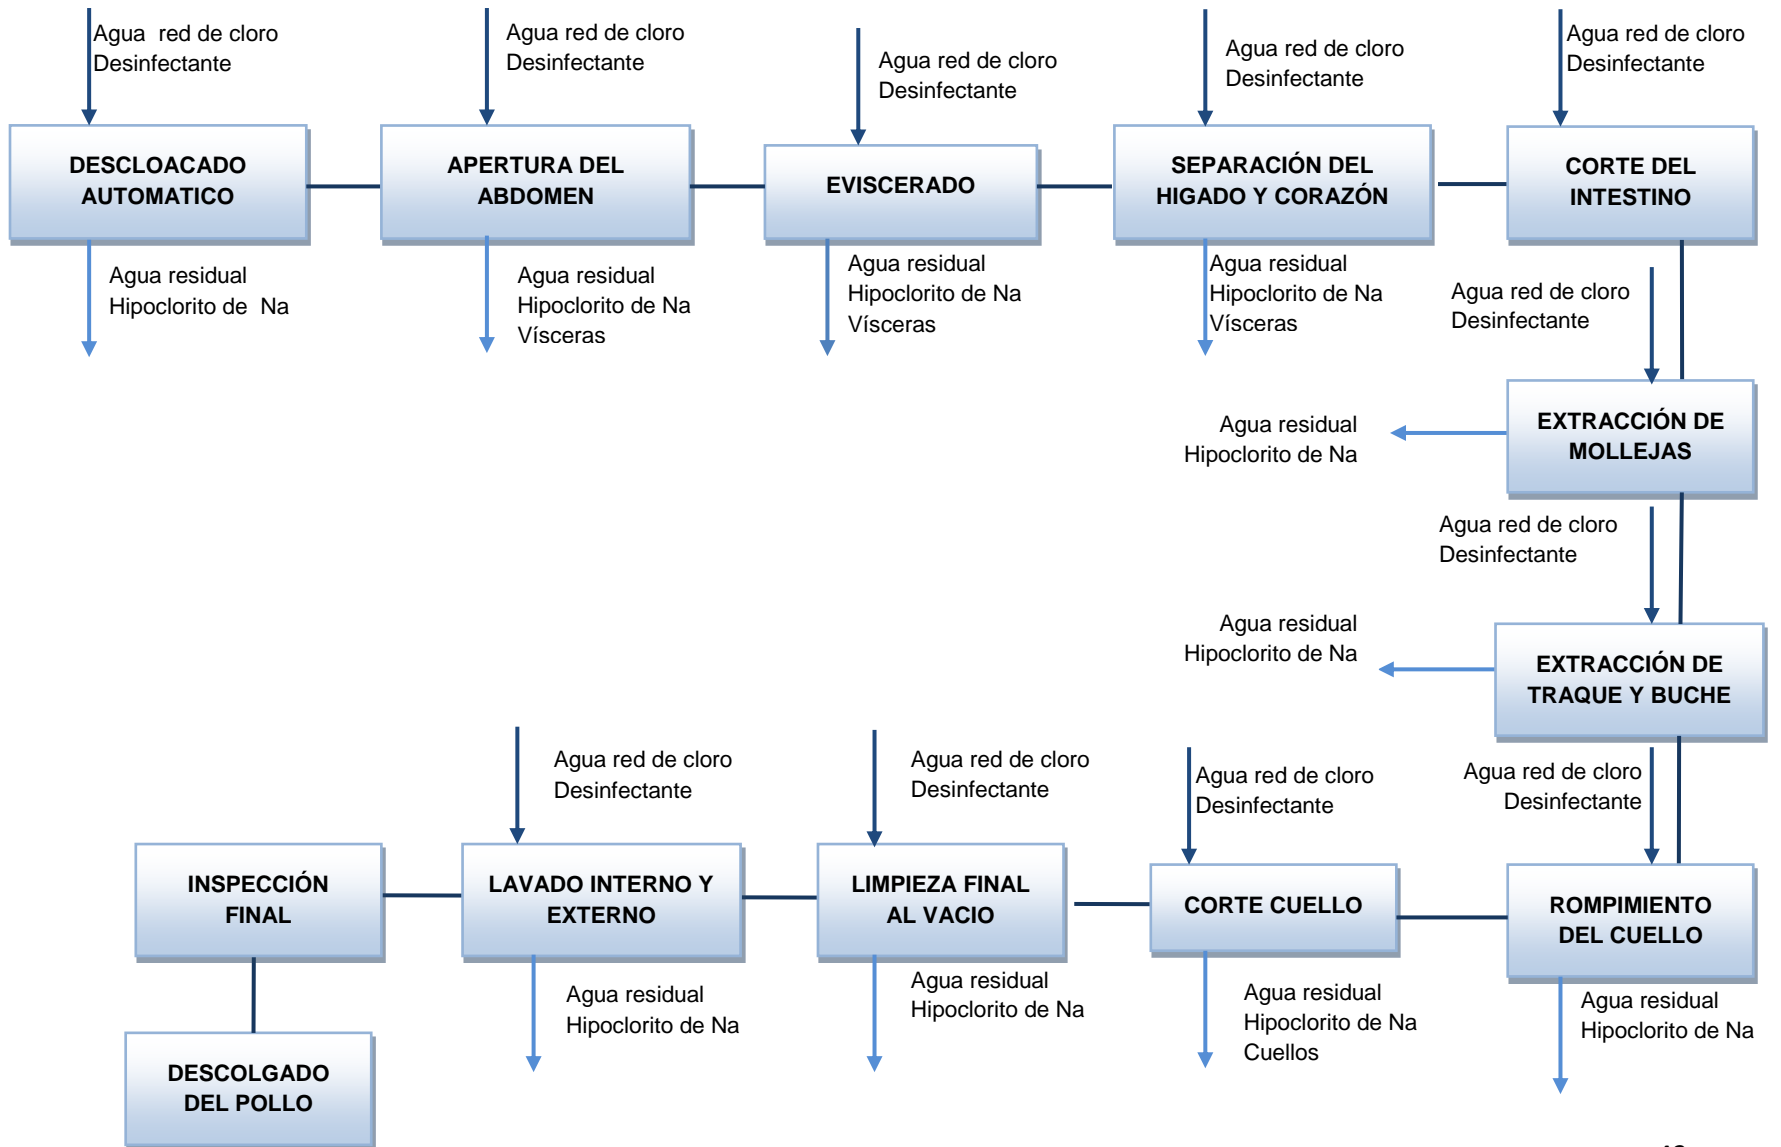 Agua red de cloro
Desinfectante
Agua red de cloro
Desinfectante
Agua red de cloro
Desinfectante
Agua red de cloro
Desinfectante
Agua red de cloro
Desinfectante
DESCLOACADO
AUTOMATICO
APERTURA DEL
ABDOMEN
EVISCERADO
SEPARACIÓN DEL
HIGADO Y CORAZÓN
CORTE DEL
INTESTINO
Agua residual
Hipoclorito de Na
Agua residual
Hipoclorito de Na
Vísceras
Agua residual
Hipoclorito de Na
Vísceras
Agua residual
Hipoclorito de Na
Vísceras
Agua red de cloro
Desinfectante
EXTRACCIÓN DE
MOLLEJAS
Agua residual
Hipoclorito de Na
Agua red de cloro
Desinfectante
EXTRACCIÓN DE
TRAQUE Y BUCHE
Agua residual
Hipoclorito de Na
Agua red de cloro
Desinfectante
Agua red de cloro
Desinfectante
Agua red de cloro
Desinfectante
Agua red de cloro
Desinfectante
INSPECCIÓN
FINAL
LAVADO INTERNO Y
EXTERNO
LIMPIEZA FINAL
AL VACIO
CORTE CUELLO
ROMPIMIENTO
DEL CUELLO
Agua residual
Hipoclorito de Na
Agua residual
Hipoclorito de Na
Agua residual
Hipoclorito de Na
Cuellos
Agua residual
Hipoclorito de Na
DESCOLGADO
DEL POLLO